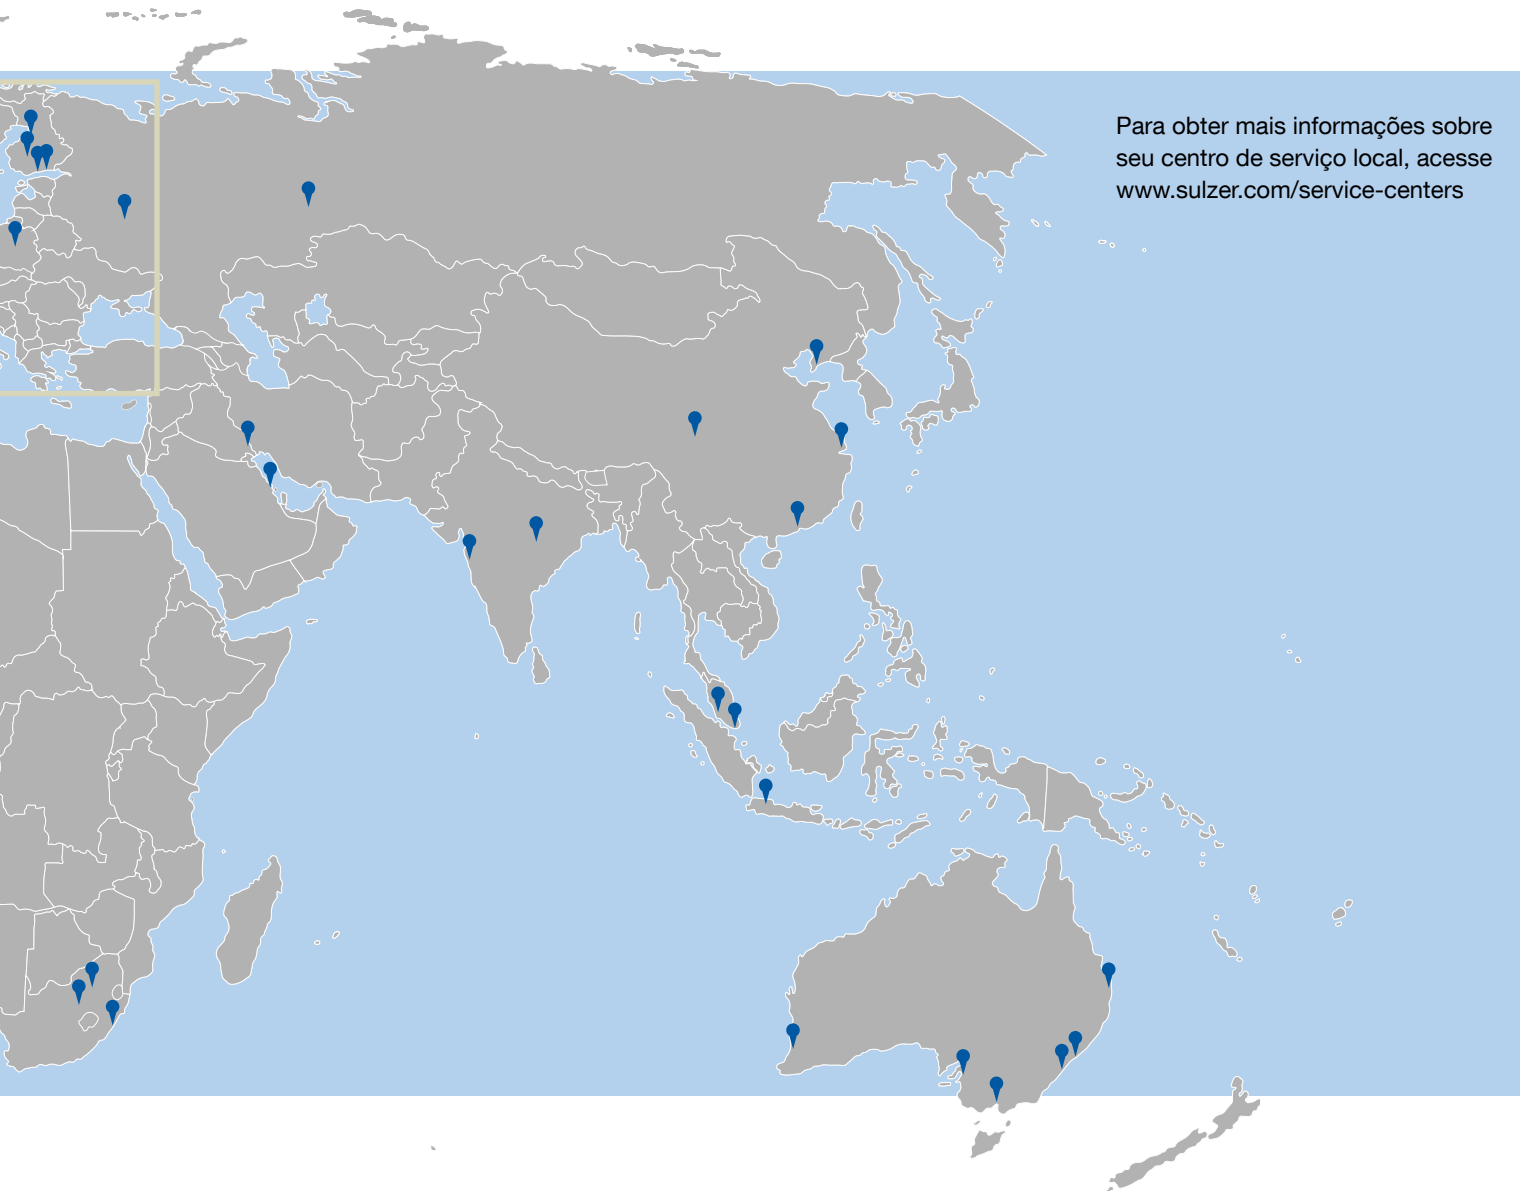 Para obter mais informações sobre
seu centro de serviço local, acesse
www.sulzer.com/service-centers